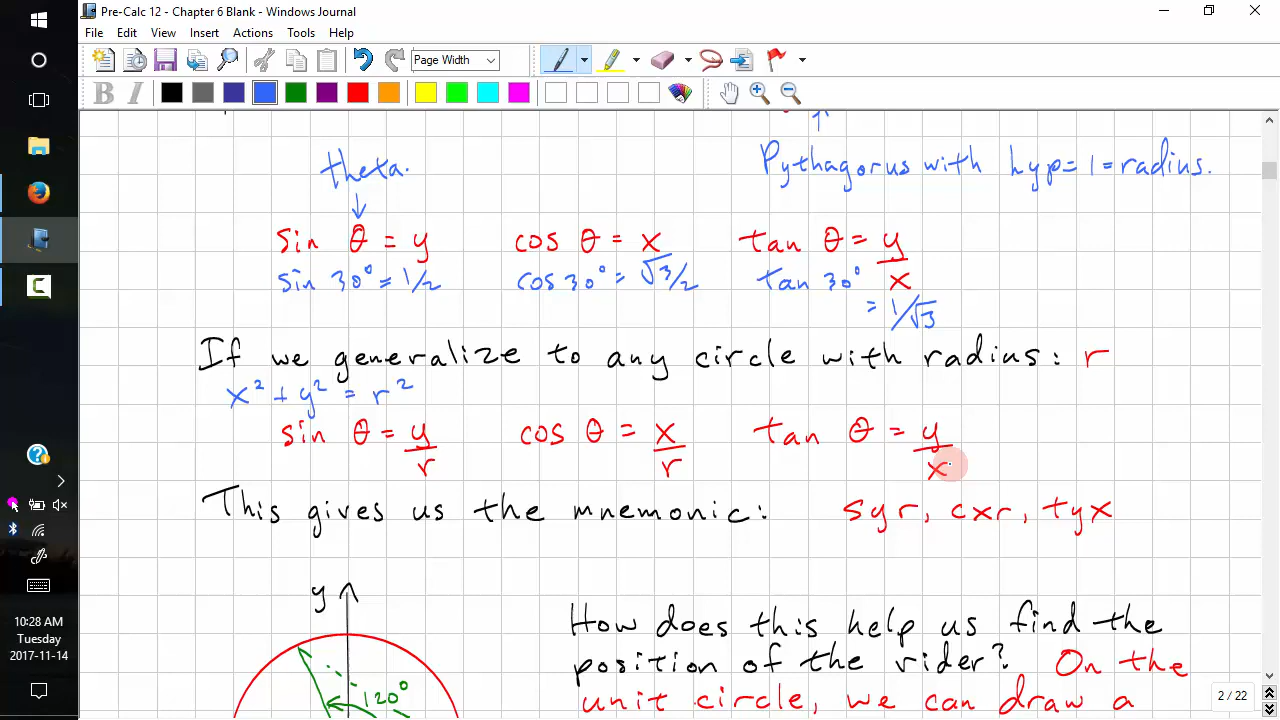 Pre-Calc 12 - Chapter 6 Blank - Windows Journal
File Edit View Insert Actions Tools Help
Page Width
B I
theta.
Pythagorus with hyp=1=radius.
sin θ = y cos θ = x tan θ = y/x
sin 30° = 1/2 cos 30° = √3/2 tan 30°
= 1/√3
If we generalize to any circle with radius: r
x² + y² = r²
sin θ = y/r cos θ = x/r tan θ = y/x
This gives us the mnemonic: syr, cxr, tyx
y
How does this help us find the
position of the rider? On the
120°
unit circle, we can draw a
10:28 AM
Tuesday
2017-11-14
2 / 22